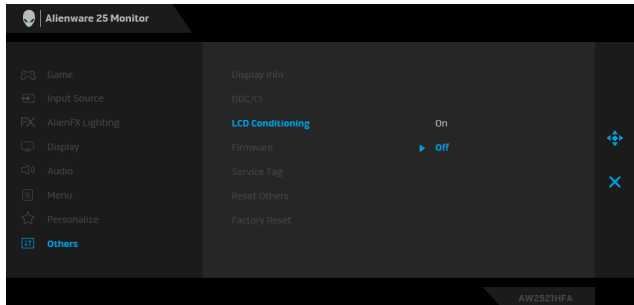 Alienware 25 Monitor
Game
Input Source
AlienFX Lighting
Display
Audio
Menu
Personalize
Others
Display Info
DDC/CI
LCD Conditioning
Firmware
Service Tag
Reset Others
Factory Reset
On
Off
AW2521HFA